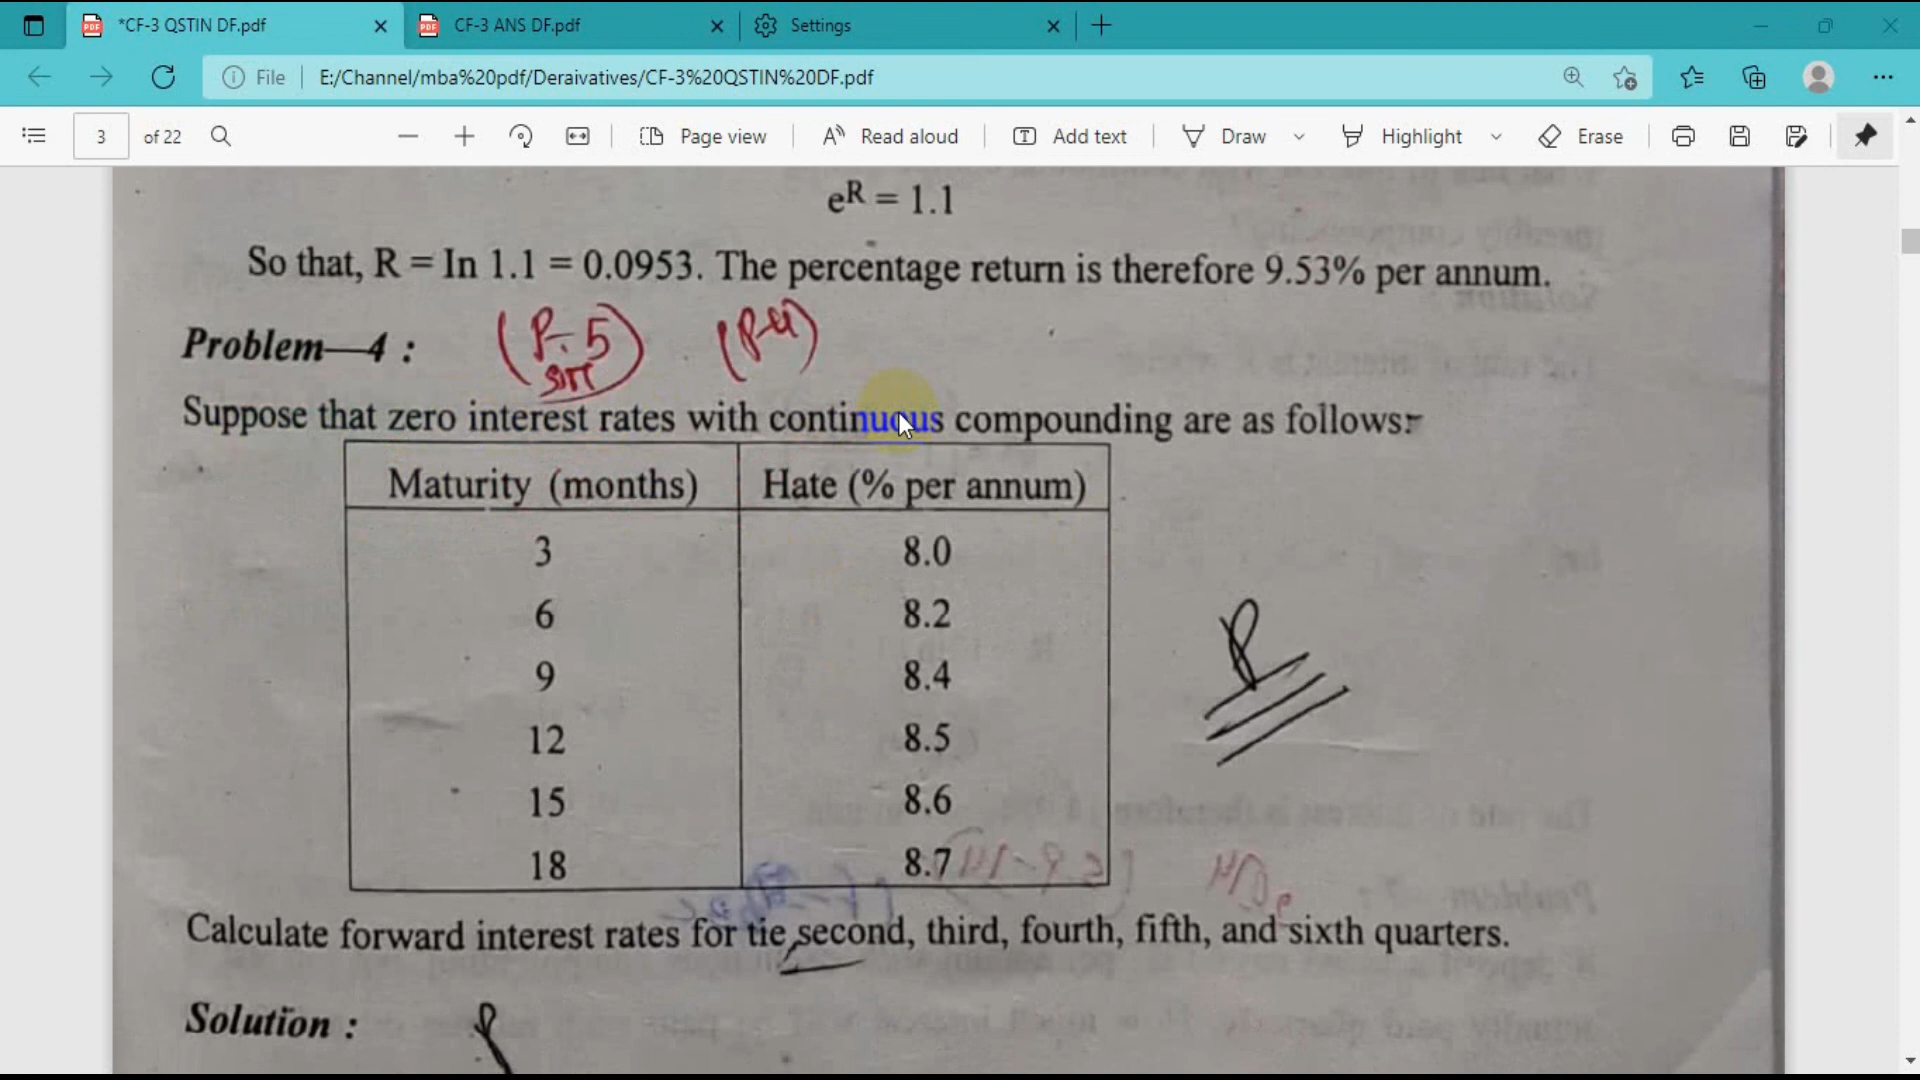 *CF-3 QSTIN DF.pdf
CF-3 ANS DF.pdf
Settings
File
E:/Channel/mba%20pdf/Deraivatives/CF-3%20QSTIN%20DF.pdf
3 of 22
Page view
Read aloud
Add text
Draw
Highlight
Erase
eR = 1.1
So that, R = In 1.1 = 0.0953. The percentage return is therefore 9.53% per annum.
Problem—4 :
(P-5)
(P-4)
Suppose that zero interest rates with continuous compounding are as follows:-
Maturity (months) Hate (% per annum)
3 8.0
6 8.2
9 8.4
12 8.5
15 8.6
18 8.7
Calculate forward interest rates for tie second, third, fourth, fifth, and sixth quarters.
Solution :